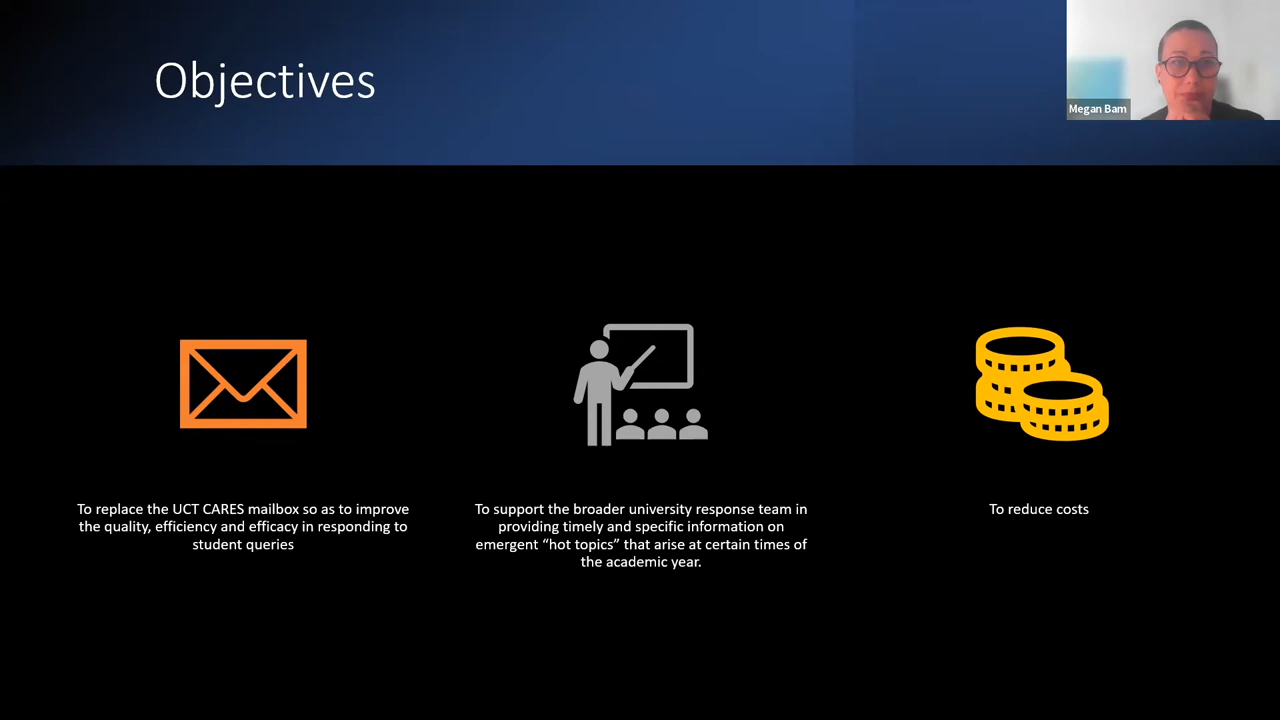 Objectives
Megan Bam
To replace the UCT CARES mailbox so as to improve
the quality, efficiency and efficacy in responding to
student queries
To support the broader university response team in
providing timely and specific information on
emergent “hot topics” that arise at certain times of
the academic year.
To reduce costs